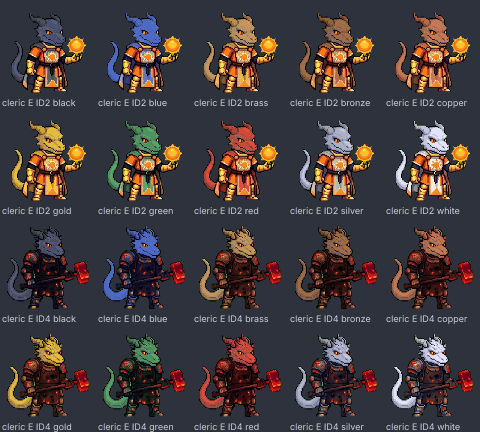 cleric E ID2 black
cleric E ID2 blue
cleric E ID2 brass
cleric E ID2 bronze
cleric E ID2 copper
cleric E ID2 gold
cleric E ID2 green
cleric E ID2 red
cleric E ID2 silver
cleric E ID2 white
cleric E ID4 black
cleric E ID4 blue
cleric E ID4 brass
cleric E ID4 bronze
cleric E ID4 copper
cleric E ID4 gold
cleric E ID4 green
cleric E ID4 red
cleric E ID4 silver
cleric E ID4 white